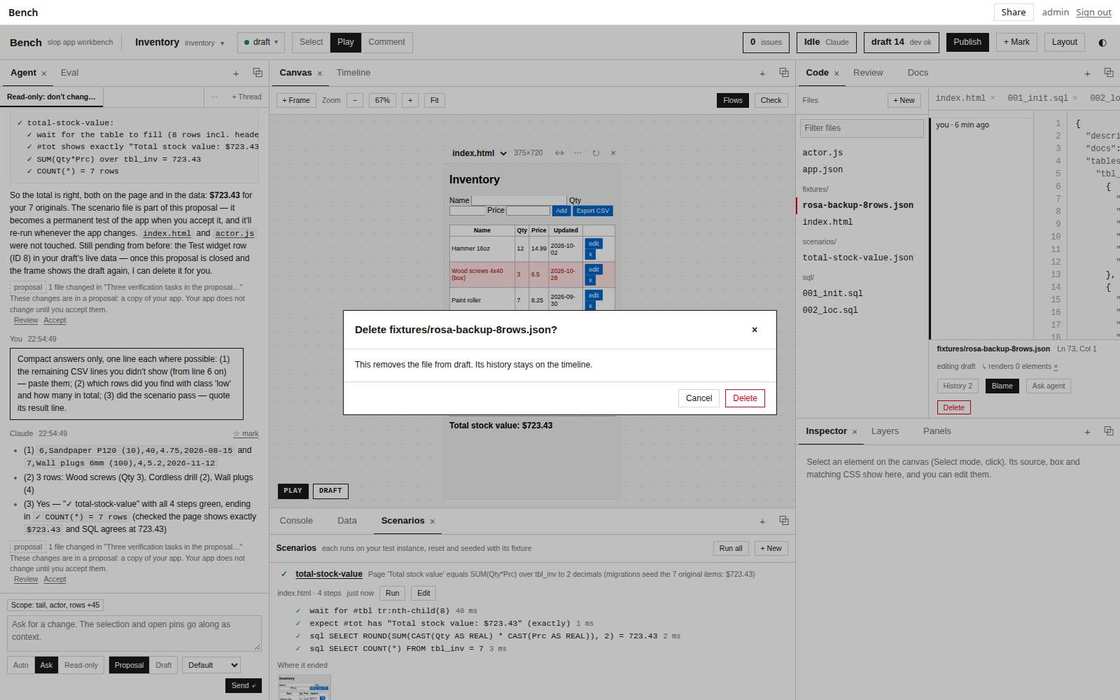 Bench
Share admin Sign out
Bench slop app workbench Inventory inventory ▾ draft ▾ Select Play Comment 0 issues Idle Claude draft 14 dev ok Publish + Mark Layout
Agent × Eval +
Read-only: don't chang… ··· + Thread
✓ total-stock-value:
✓ wait for the table to fill (8 rows incl. heade
✓ #tot shows exactly "Total stock value: $723.43
✓ SUM(Qty*Prc) over tbl_inv = 723.43
✓ COUNT(*) = 7 rows
So the total is right, both on the page and in the data: $723.43 for
your 7 originals. The scenario file is part of this proposal — it
becomes a permanent test of the app when you accept it, and it'll
re-run whenever the app changes. index.html and actor.js
were not touched. Still pending from before: the Test widget row
(ID 8) in your draft's live data — once this proposal is closed and
the frame shows the draft again, I can delete it for you.
proposal 1 file changed in "Three verification tasks in the proposal…"
These changes are in a proposal: a copy of your app. Your app does not
change until you accept them.
Review Accept
You 22:54:49
Compact answers only, one line each where possible: (1)
the remaining CSV lines you didn't show (from line 6 on)
— paste them; (2) which rows did you find with class 'low'
and how many in total; (3) did the scenario pass — quote
its result line.
Claude 22:54:49 ☆ mark
• (1) 6,Sandpaper P120 (10),40,4.75,2026-08-15 and
7,Wall plugs 6mm (100),4,5.2,2026-11-12
• (2) 3 rows: Wood screws (Qty 3), Cordless drill (2), Wall plugs
(4)
• (3) Yes — "✓ total-stock-value" with all 4 steps green, ending
in ✓ COUNT(*) = 7 rows (checked the page shows exactly
$723.43 and SQL agrees at 723.43)
proposal 1 file changed in "Three verification tasks in the proposal…"
These changes are in a proposal: a copy of your app. Your app does not
change until you accept them.
Review Accept
Scope: tail, actor, rows +45
Ask for a change. The selection and open pins go along as
context.
Auto Ask Read-only Proposal Draft Default
Send
Canvas × Timeline +
+ Frame Zoom − 67% + Fit Flows Check
index.html 375×720 ··· ×
Inventory
Name Qty
Price Add Export CSV
Name Qty Price Updated
Hammer 16oz 12 14.99 2026-10-02 edit x
Wood screws 4x40 (box) 3 6.5 2026-10-28 edit x
Paint roller 7 8.25 2026-09-30 edit x
Delete fixtures/rosa-backup-8rows.json? ×
This removes the file from draft. Its history stays on the timeline.
Cancel Delete
Total stock value: $723.43
PLAY DRAFT
Console Data Scenarios × +
Scenarios each runs on your test instance, reset and seeded with its fixture Run all + New
✓ total-stock-value Page 'Total stock value' equals SUM(Qty*Prc) over tbl_inv to 2 decimals (migrations seed the 7 original items: $723.43)
index.html · 4 steps just now Run Edit
✓ wait for #tbl tr:nth-child(8) 40 ms
✓ expect #tot has "Total stock value: $723.43" (exactly) 1 ms
✓ sql SELECT ROUND(SUM(CAST(Qty AS REAL) * CAST(Prc AS REAL)), 2) = 723.43 2 ms
✓ sql SELECT COUNT(*) FROM tbl_inv = 7 3 ms
Where it ended
Code × Review Docs +
Files + New
Filter files
actor.js
app.json
fixtures/
rosa-backup-8rows.json
index.html
scenarios/
total-stock-value.json
sql/
001_init.sql
002_loc.sql
index.html × 001_init.sql × 002_lo
you · 6 min ago
1 {
2 "descri
3 "docs":
4 "tables
5 "tbl_
6 {
7 "
8 "
9 "
10 "
11 "
12 "
13 },
14 {
15 "
16 "
17 "
18 "
fixtures/rosa-backup-8rows.json Ln 73, Col 1
editing draft renders 0 elements ×
History 2 Blame Ask agent
Delete
Inspector × Layers Panels +
Select an element on the canvas (Select mode, click). Its source, box and
matching CSS show here, and you can edit them.